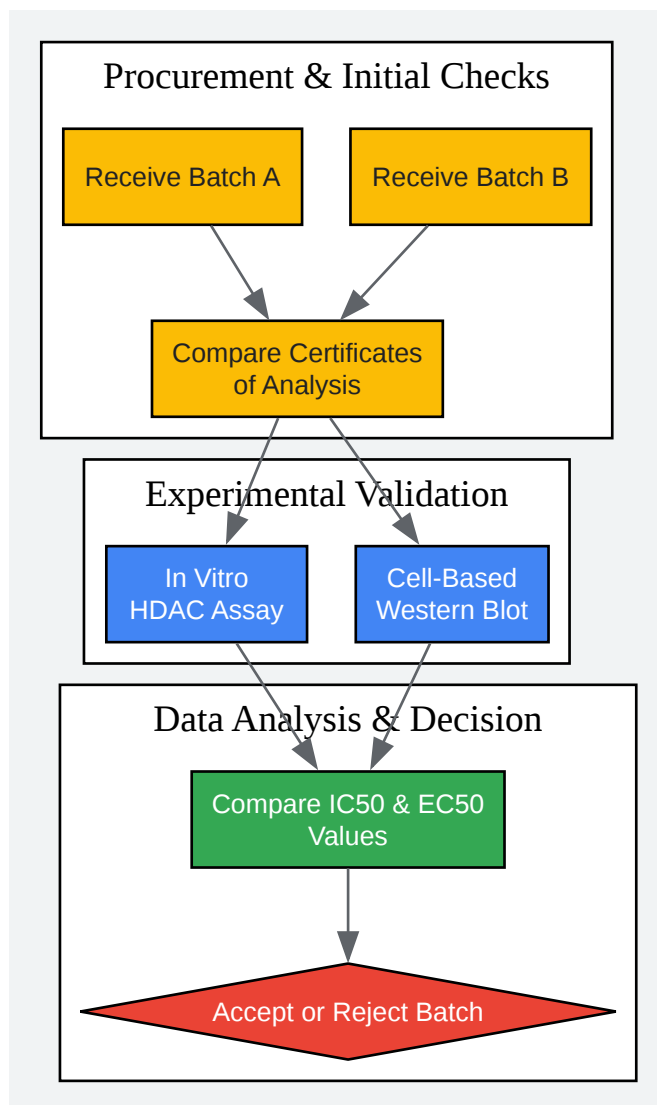 Procurement & Initial Checks
Receive Batch A
Receive Batch B
Compare Certificates
of Analysis
Experimental Validation
In Vitro
HDAC Assay
Cell-Based
Western Blot
Data Analysis & Decision
Compare IC50 & EC50
Values
Accept or Reject Batch